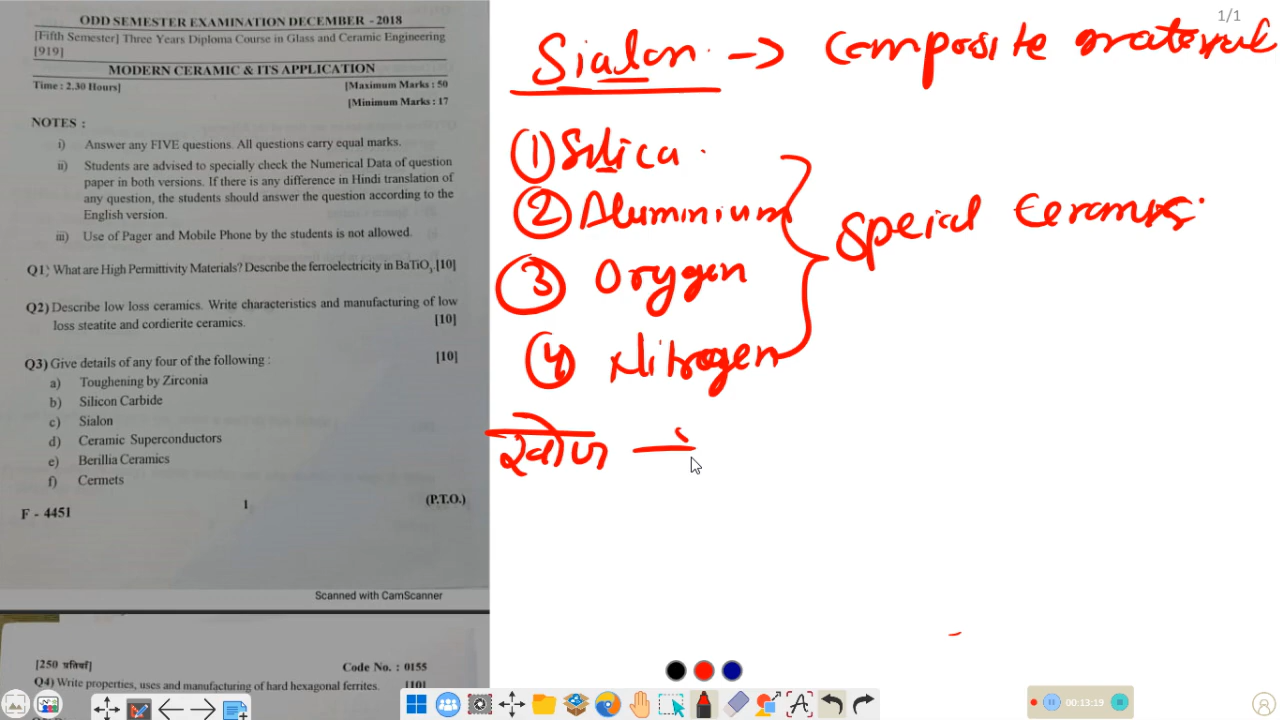 ODD SEMESTER EXAMINATION DECEMBER - 2018
[Fifth Semester] Three Years Diploma Course in Glass and Ceramic Engineering
[919]
MODERN CERAMIC & ITS APPLICATION
Time : 2.30 Hours] [Maximum Marks : 50
[Minimum Marks : 17
NOTES :
i) Answer any FIVE questions. All questions carry equal marks.
ii) Students are advised to specially check the Numerical Data of question
paper in both versions. If there is any difference in Hindi translation of
any question, the students should answer the question according to the
English version.
iii) Use of Pager and Mobile Phone by the students is not allowed.
Q1) What are High Permittivity Materials? Describe the ferroelectricity in BaTiO3. [10]
Q2) Describe low loss ceramics. Write characteristics and manufacturing of low
loss steatite and cordierite ceramics. [10]
Q3) Give details of any four of the following : [10]
a) Toughening by Zirconia
b) Silicon Carbide
c) Sialon
d) Ceramic Superconductors
e) Berillia Ceramics
f) Cermets
1 (P.T.O.)
F - 4451
Scanned with CamScanner
[250 प्रतियाँ] Code No. : 0155
Q4) Write properties, uses and manufacturing of hard hexagonal ferrites. [10]
1/1
Sialon → Composite material
① Silica
② Aluminium
③ Oxygen
④ Nitrogen
Special Ceramics
खोज
00:13:19